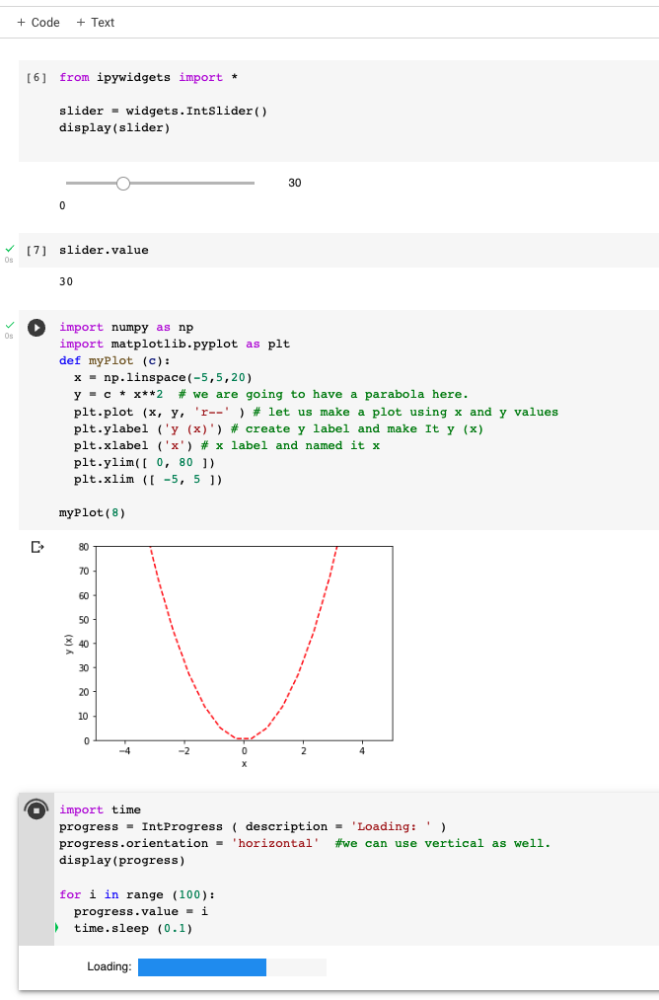 + Code + Text
[6] from ipywidgets import *
slider = widgets.IntSlider()
display(slider)
30
0
[7] slider.value
0s
30
import numpy as np
0s
import matplotlib.pyplot as plt
def myPlot (c):
x = np.linspace(-5,5,20)
y = c * x**2 # we are going to have a parabola here.
plt.plot (x, y, 'r--' ) # let us make a plot using x and y values
plt.ylabel ('y (x)') # create y label and make It y (x)
plt.xlabel ('x') # x label and named it x
plt.ylim([ 0, 80 ])
plt.xlim ([ -5, 5 ])
myPlot(8)
80
70
60
50
40
30
20
10
0
y (x)
−4 −2 0 2 4
x
import time
progress = IntProgress ( description = 'Loading: ' )
progress.orientation = 'horizontal' #we can use vertical as well.
display(progress)
for i in range (100):
progress.value = i
time.sleep (0.1)
Loading: